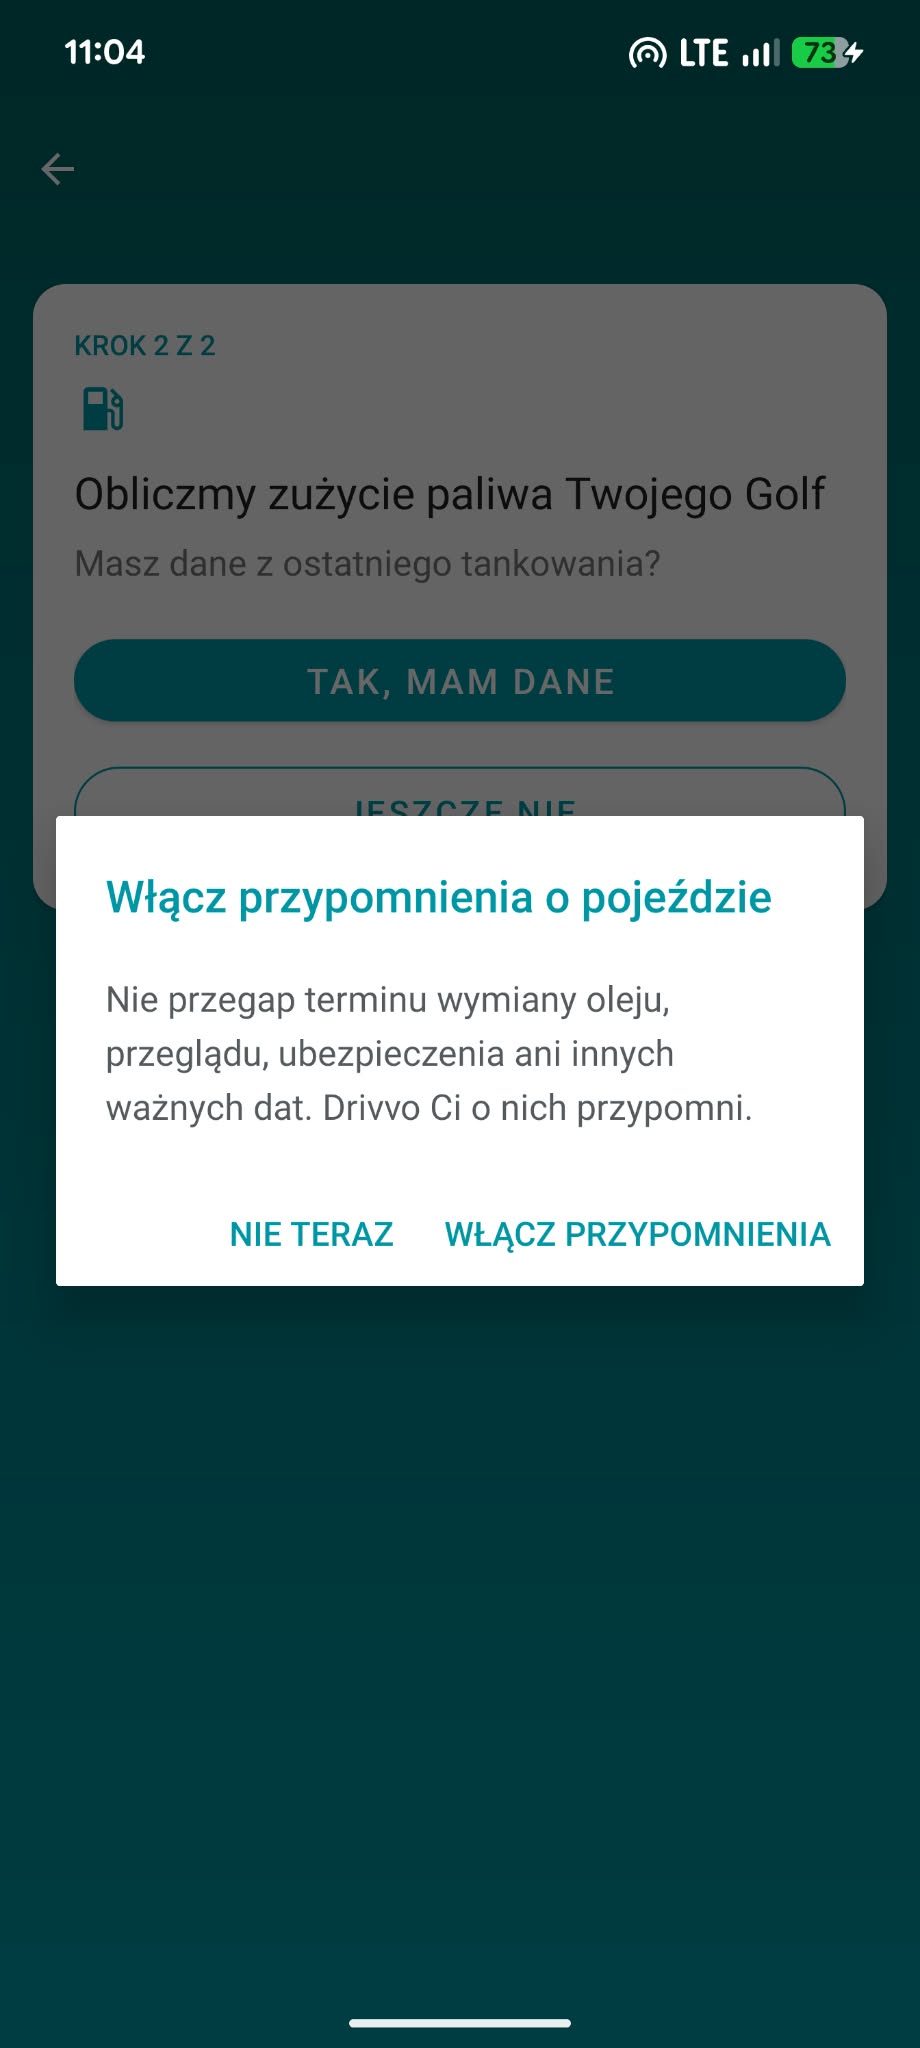 11:04
LTE
73
KROK 2 Z 2
Obliczmy zużycie paliwa Twojego Golf
Masz dane z ostatniego tankowania?
TAK, MAM DANE
JESZCZE NIE
Włącz przypomnienia o pojeździe
Nie przegap terminu wymiany oleju,
przeglądu, ubezpieczenia ani innych
ważnych dat. Drivvo Ci o nich przypomni.
NIE TERAZ
WŁĄCZ PRZYPOMNIENIA